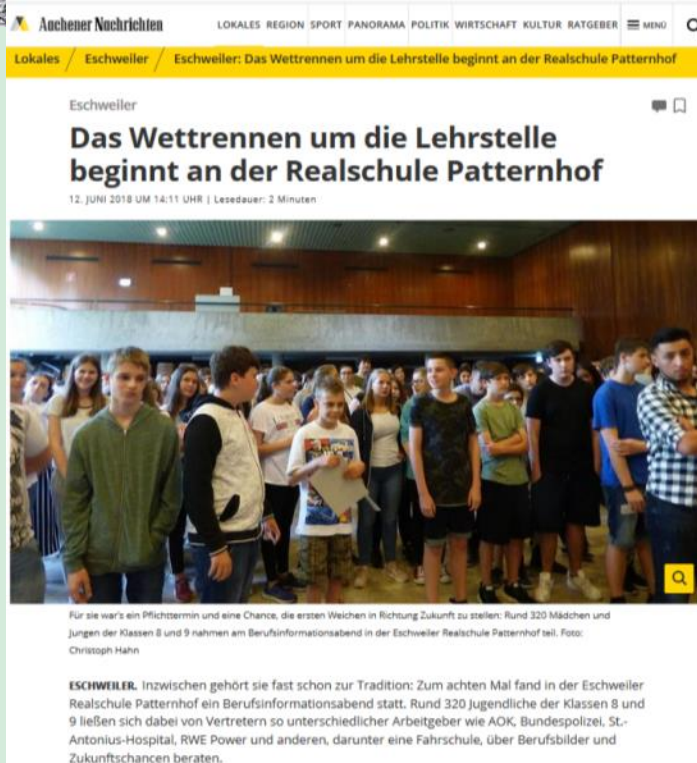 Aachener Nachrichten
LOKALES REGION SPORT PANORAMA POLITIK WIRTSCHAFT KULTUR RATGEBER MENÜ
Lokales / Eschweiler / Eschweiler: Das Wettrennen um die Lehrstelle beginnt an der Realschule Patternhof
Eschweiler
Das Wettrennen um die Lehrstelle
beginnt an der Realschule Patternhof
12. JUNI 2018 UM 14:11 UHR | Lesedauer: 2 Minuten
Für sie war's ein Pflichttermin und eine Chance, die ersten Weichen in Richtung Zukunft zu stellen: Rund 320 Mädchen und
Jungen der Klassen 8 und 9 nahmen am Berufsinformationsabend in der Eschweiler Realschule Patternhof teil. Foto:
Christoph Hahn
ESCHWEILER. Inzwischen gehört sie fast schon zur Tradition: Zum achten Mal fand in der Eschweiler
Realschule Patternhof ein Berufsinformationsabend statt. Rund 320 Jugendliche der Klassen 8 und
9 ließen sich dabei von Vertretern so unterschiedlicher Arbeitgeber wie AOK, Bundespolizei, St.-
Antonius-Hospital, RWE Power und anderen, darunter eine Fahrschule, über Berufsbilder und
Zukunftschancen beraten.